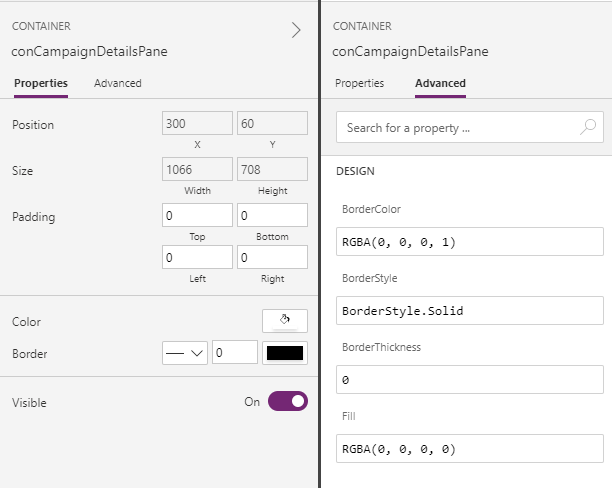 CONTAINER
conCampaignDetailsPane
Properties Advanced
Position 300 60
X Y
Size 1066 708
Width Height
Padding 0 0
Top Bottom
0 0
Left Right
Color
Border 0
Visible On
CONTAINER
conCampaignDetailsPane
Properties Advanced
Search for a property ...
DESIGN
BorderColor
RGBA(0, 0, 0, 1)
BorderStyle
BorderStyle.Solid
BorderThickness
0
Fill
RGBA(0, 0, 0, 0)